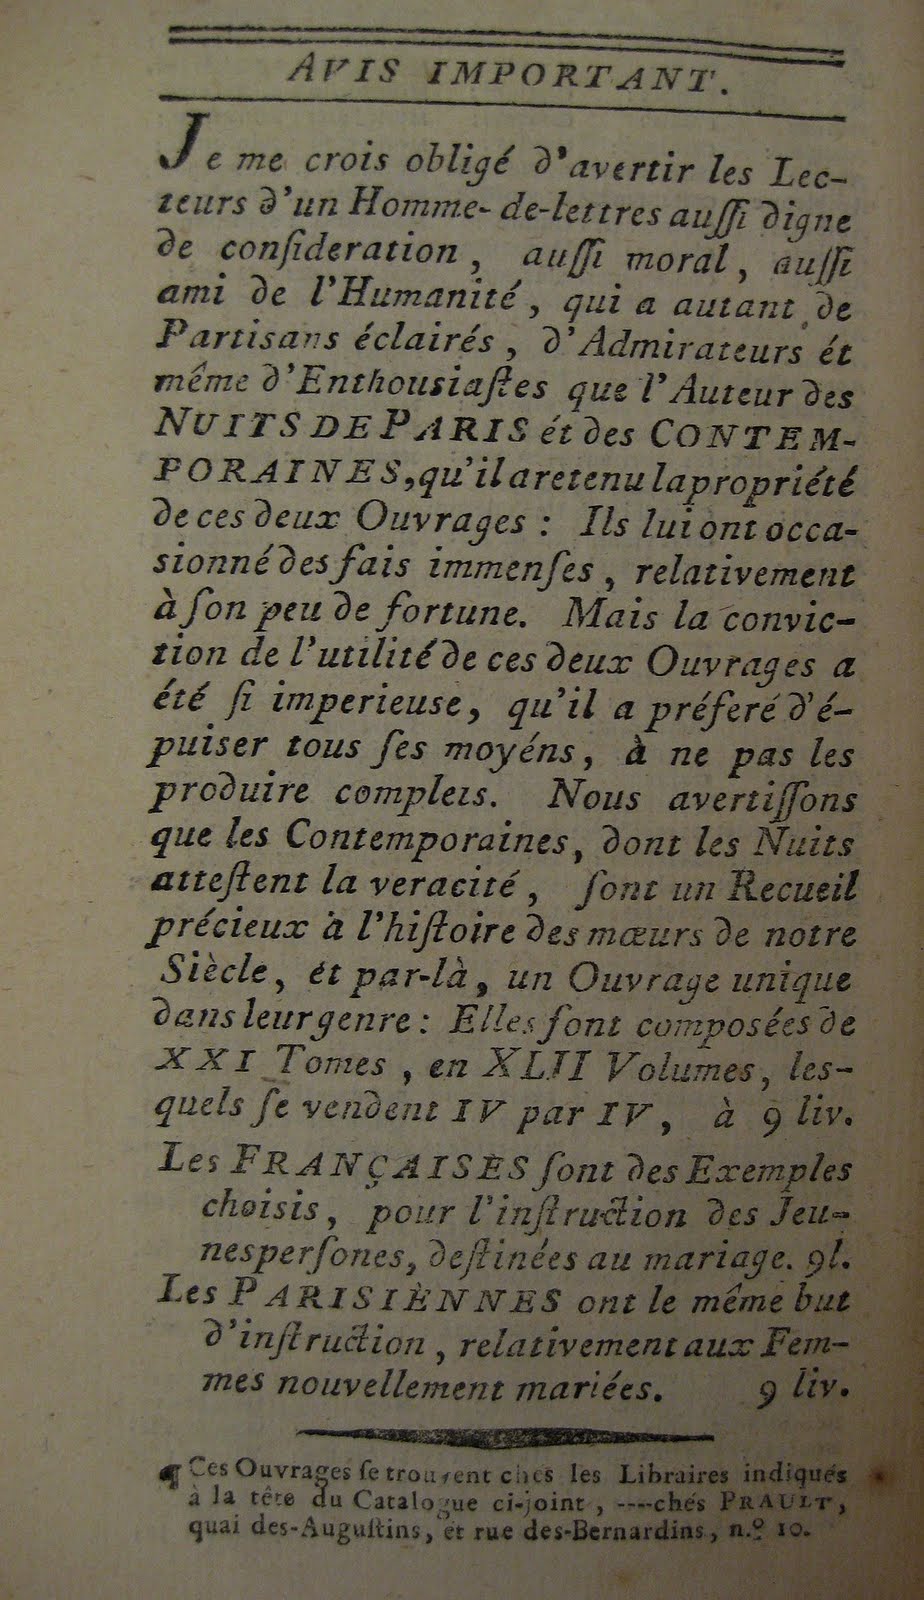 AVIS IMPORTANT.
Je me crois obligé d'avertir les Lec-
teurs d'un Homme-de-lettres auſſi digne
de conſideration, auſſi moral, auſſi
ami de l'Humanité, qui a autant de
Partisans éclairés, d'Admirateurs ét
même d'Enthousiaſtes que l'Auteur des
NUITS DE PARIS ét des CONTEM-
PORAINES, qu'il a retenu la propriété
de ces deux Ouvrages : Ils lui ont occa-
sionné des fais immenſes, relativement
à ſon peu de fortune. Mais la convic-
tion de l'utilité de ces deux Ouvrages a
été ſi imperieuse, qu'il a préferé d'é-
puiser tous ſes moyéns, à ne pas les
produire complets. Nous avertiſſons
que les Contemporaines, dont les Nuits
atteſtent la veracité, ſont un Recueil
précieux à l'hiſtoire des mœurs de notre
Siècle, ét par-là, un Ouvrage unique
dans leur genre : Elles ſont composées de
XXI Tomes, en XLII Volumes, les-
quels ſe vendent IV par IV, à 9 liv.
Les FRANÇAISES ſont des Exemples
choisis, pour l'inſtruction des Jeu-
nesperſones, deſtinées au mariage. 9 l.
Les PARISIÈNNES ont le même but
d'inſtruction, relativement aux Fem-
mes nouvellement mariées. 9 liv.
¶ Ces Ouvrages ſe trouvent chés les Libraires indiqués
à la tête du Catalogue ci-joint, ----chés PRAULT,
quai des-Auguſtins, ét rue des-Bernardins, n.º 10.